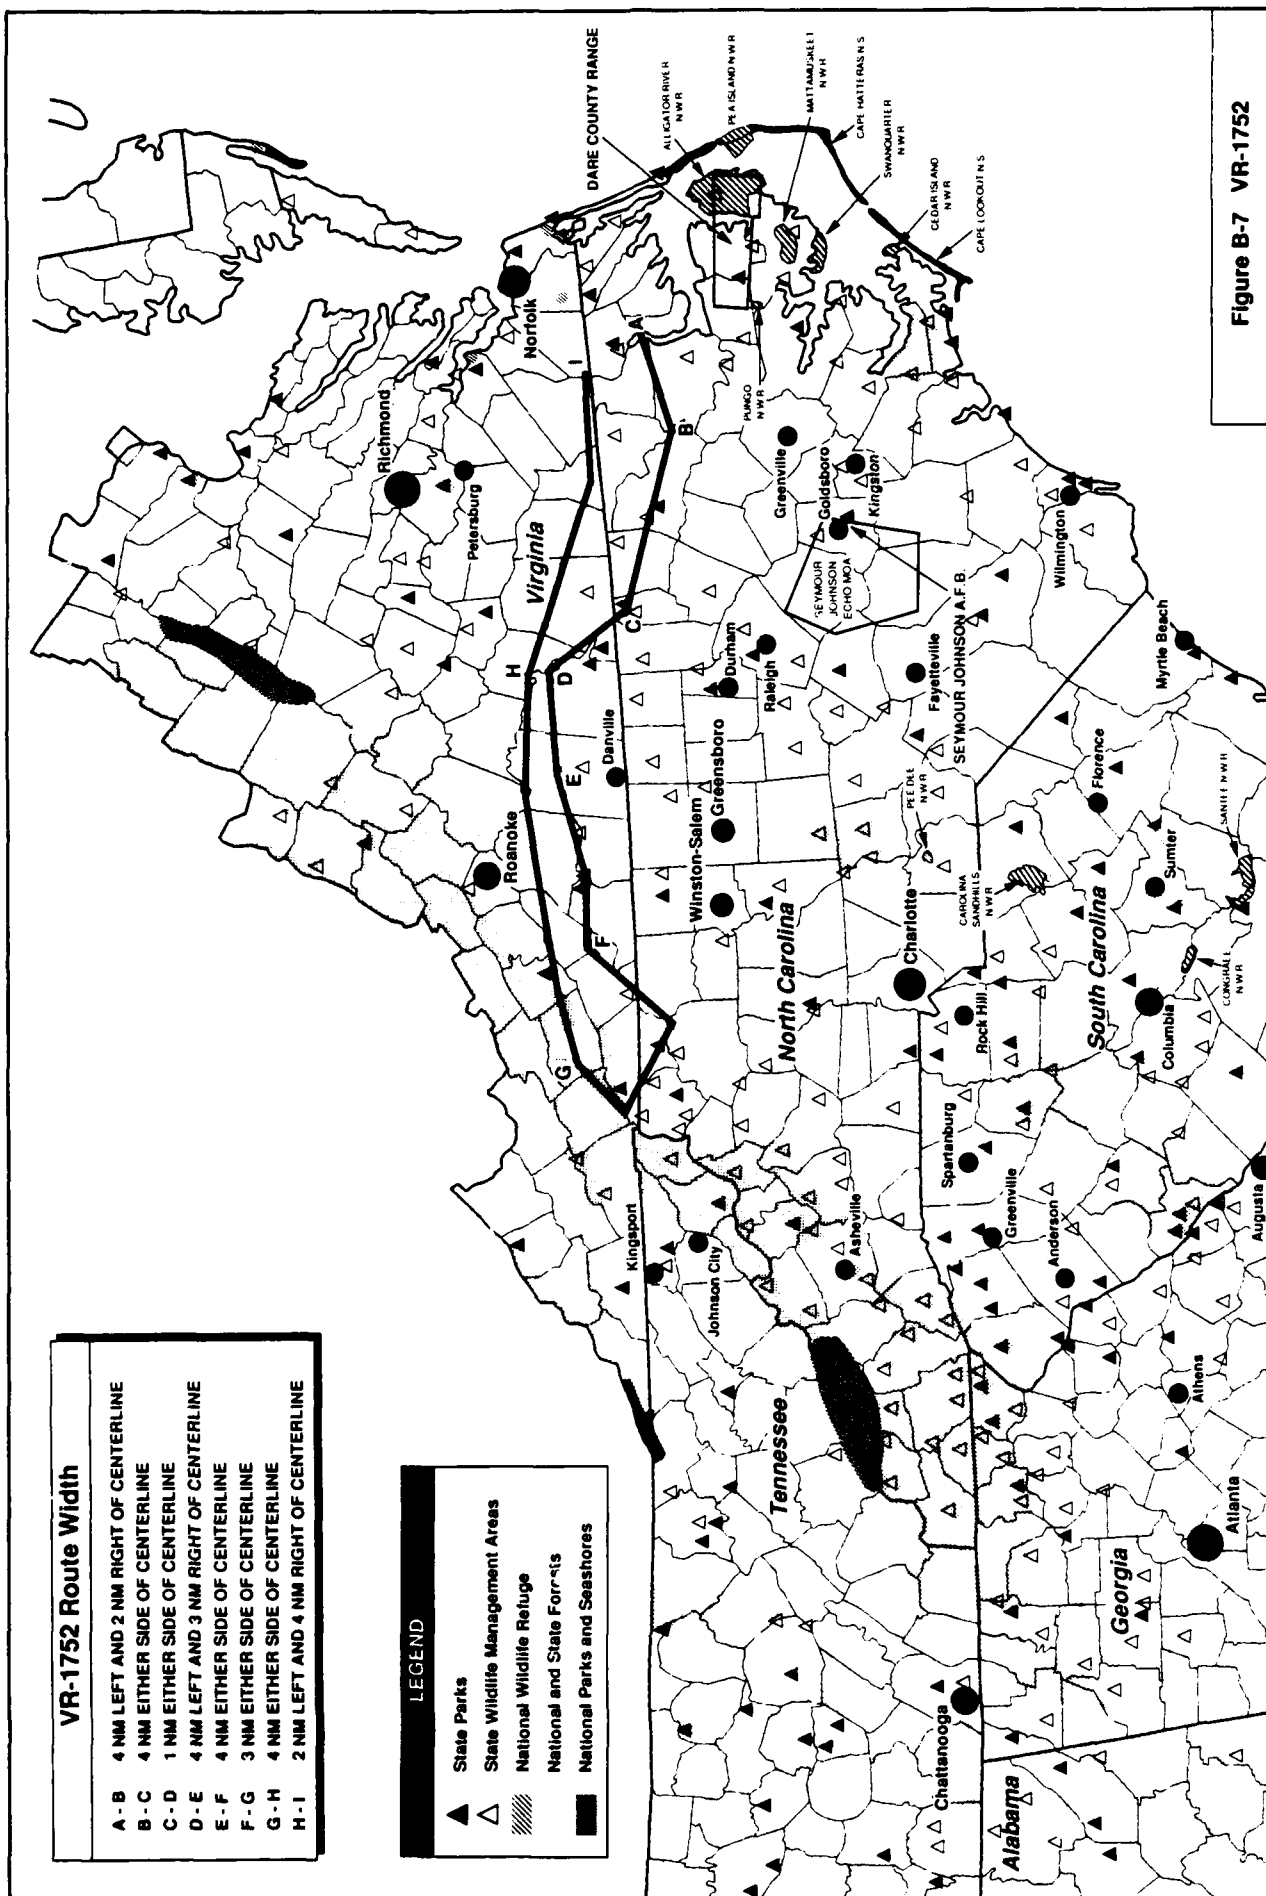 VR-1752 Route Width
A - B 4 NM LEFT AND 2 NM RIGHT OF CENTERLINE
B - C 4 NM EITHER SIDE OF CENTERLINE
C - D 1 NM EITHER SIDE OF CENTERLINE
D - E 4 NM LEFT AND 3 NM RIGHT OF CENTERLINE
E - F 4 NM EITHER SIDE OF CENTERLINE
F - G 3 NM EITHER SIDE OF CENTERLINE
G - H 4 NM EITHER SIDE OF CENTERLINE
H - I 2 NM LEFT AND 4 NM RIGHT OF CENTERLINE
LEGEND
State Parks
State Wildlife Management Areas
National Wildlife Refuge
National and State Forests
National Parks and Seashores
Richmond
Petersburg
Norfolk
Virginia
Roanoke
Danville
A
B
C
D
E
F
G
H
I
DARE COUNTY RANGE
ALLIGATOR RIVER
N W R
PEA ISLAND N W R
MATTAMUSKEET
N W R
CAPE HATTERAS N S
SWANQUARTER
N W R
CEDAR ISLAND
N W R
CAPE LOOKOUT N S
PUNGO
N W R
Kingsport
Johnson City
Winston-Salem
Greensboro
Durham
Raleigh
Greenville
Goldsboro
Kingston
SEYMOUR
JOHNSON
ECHO MOA
SEYMOUR JOHNSON A.F.B.
North Carolina
Asheville
Charlotte
Fayetteville
Wilmington
PEE DEE
N W R
CAROLINA
SANDHILLS
N W R
Tennessee
Chattanooga
Spartanburg
Greenville
Anderson
Rock Hill
South Carolina
Columbia
Sumter
Florence
Myrtle Beach
CONGRAEE
N W R
SANTEE N W R
Alabama
Georgia
Atlanta
Athens
Augusta
Figure B-7 VR-1752